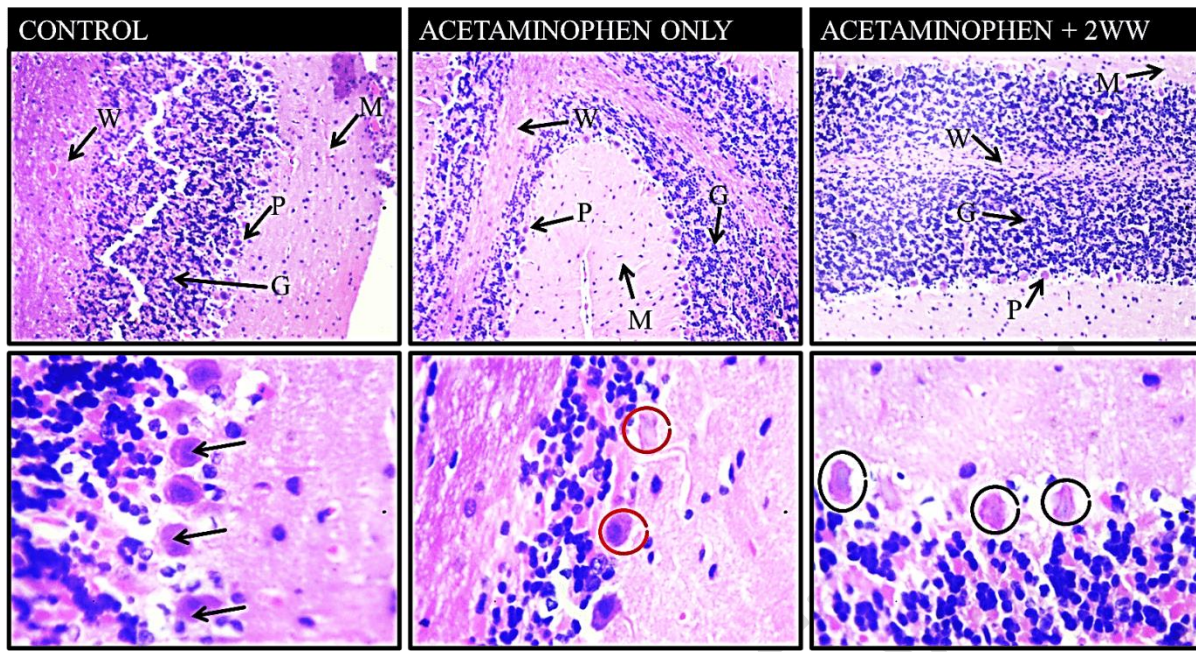 CONTROL
ACETAMINOPHEN ONLY
ACETAMINOPHEN + 2WW
W
M
P
G
W
P
G
M
M
W
G
P